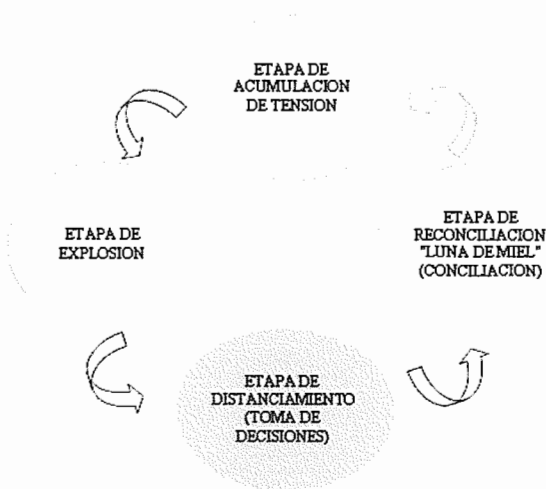 ETAPA DE
ACUMULACION
DE TENSION
ETAPA DE
EXPLOSION
ETAPA DE
RECONCILIACION
"LUNA DE MIEL"
(CONCILIACION)
ETAPA DE
DISTANCIAMIENTO
(TOMA DE
DECISIONES)